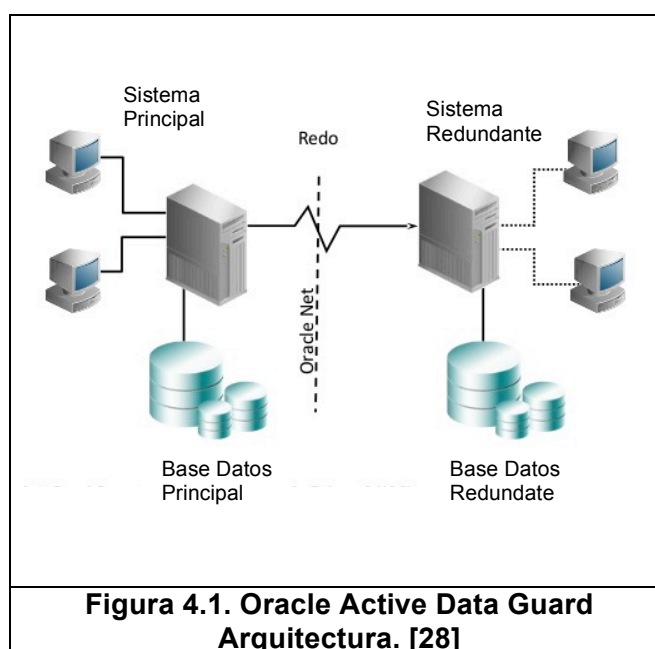 Sistema
Principal
Sistema
Redundante
Redo
Oracle Net
Base Datos
Principal
Base Datos
Redundate
Figura 4.1. Oracle Active Data Guard
Arquitectura. [28]